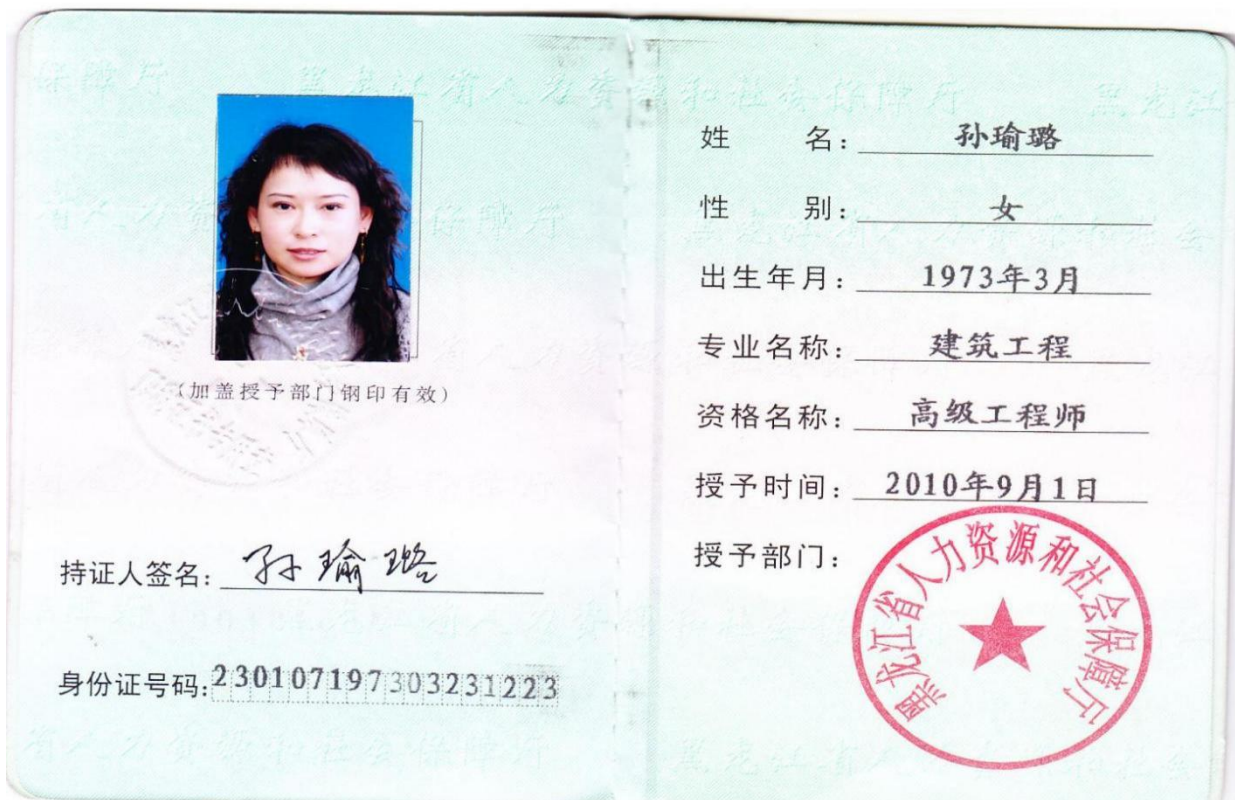 (加盖授予部门钢印有效)
持证人签名: 孙瑜璐
身份证号码: 230107197303231223
姓 名: 孙瑜璐
性 别: 女
出生年月: 1973年3月
专业名称: 建筑工程
资格名称: 高级工程师
授予时间: 2010年9月1日
授予部门:
黑龙江省人力资源和社会保障厅